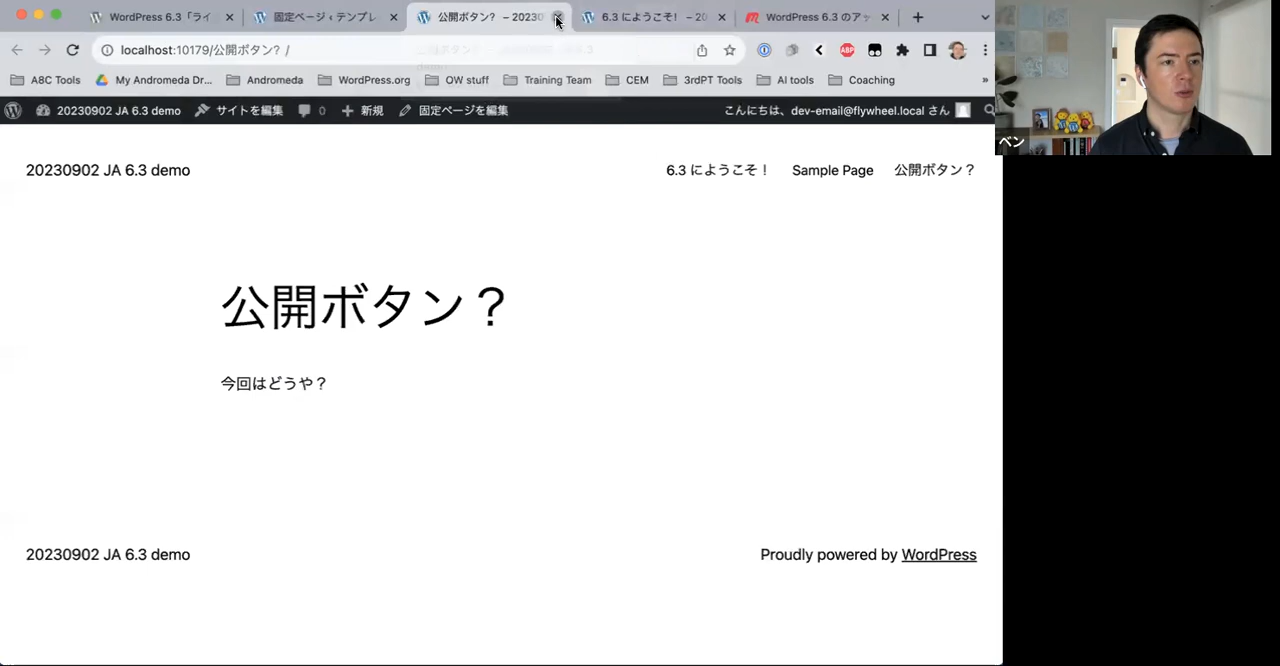 WordPress 6.3「ライ
固定ページ ‹ テンプレ
公開ボタン? – 20230
6.3 にようこそ! – 20
WordPress 6.3 のアッ
localhost:10179/公開ボタン? /
A8C Tools
My Andromeda Dr...
Andromeda
WordPress.org
OW stuff
Training Team
CEM
3rdPT Tools
AI tools
Coaching
»
20230902 JA 6.3 demo
サイトを編集
0
新規
固定ページを編集
こんにちは、dev-email@flywheel.local さん
ベン
20230902 JA 6.3 demo
6.3 にようこそ！
Sample Page
公開ボタン？
公開ボタン？
今回はどうや？
20230902 JA 6.3 demo
Proudly powered by WordPress